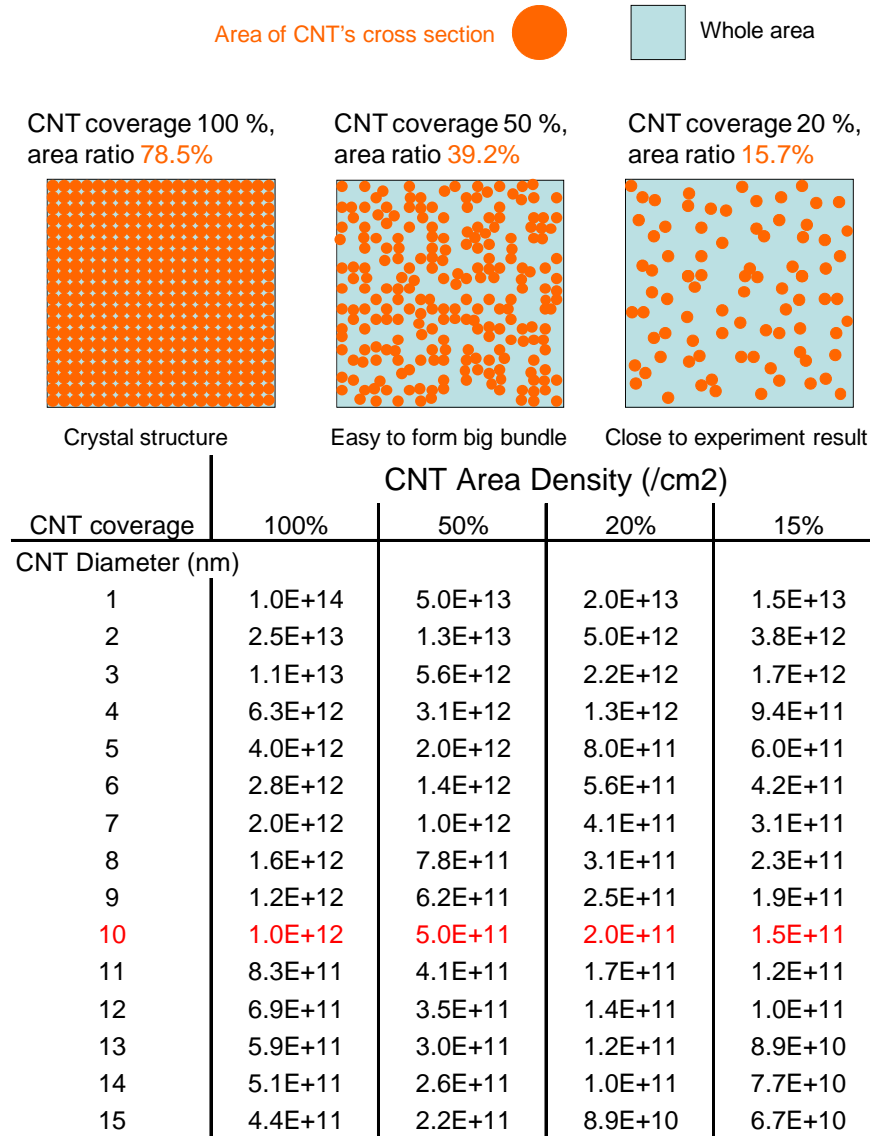 Area of CNT's cross section
Whole area
CNT coverage 100 %,
area ratio 78.5%
CNT coverage 50 %,
area ratio 39.2%
CNT coverage 20 %,
area ratio 15.7%
Crystal structure
Easy to form big bundle
Close to experiment result
CNT Area Density (/cm2)
CNT coverage 100% 50% 20% 15%
CNT Diameter (nm)
1 1.0E+14 5.0E+13 2.0E+13 1.5E+13
2 2.5E+13 1.3E+13 5.0E+12 3.8E+12
3 1.1E+13 5.6E+12 2.2E+12 1.7E+12
4 6.3E+12 3.1E+12 1.3E+12 9.4E+11
5 4.0E+12 2.0E+12 8.0E+11 6.0E+11
6 2.8E+12 1.4E+12 5.6E+11 4.2E+11
7 2.0E+12 1.0E+12 4.1E+11 3.1E+11
8 1.6E+12 7.8E+11 3.1E+11 2.3E+11
9 1.2E+12 6.2E+11 2.5E+11 1.9E+11
10 1.0E+12 5.0E+11 2.0E+11 1.5E+11
11 8.3E+11 4.1E+11 1.7E+11 1.2E+11
12 6.9E+11 3.5E+11 1.4E+11 1.0E+11
13 5.9E+11 3.0E+11 1.2E+11 8.9E+10
14 5.1E+11 2.6E+11 1.0E+11 7.7E+10
15 4.4E+11 2.2E+11 8.9E+10 6.7E+10